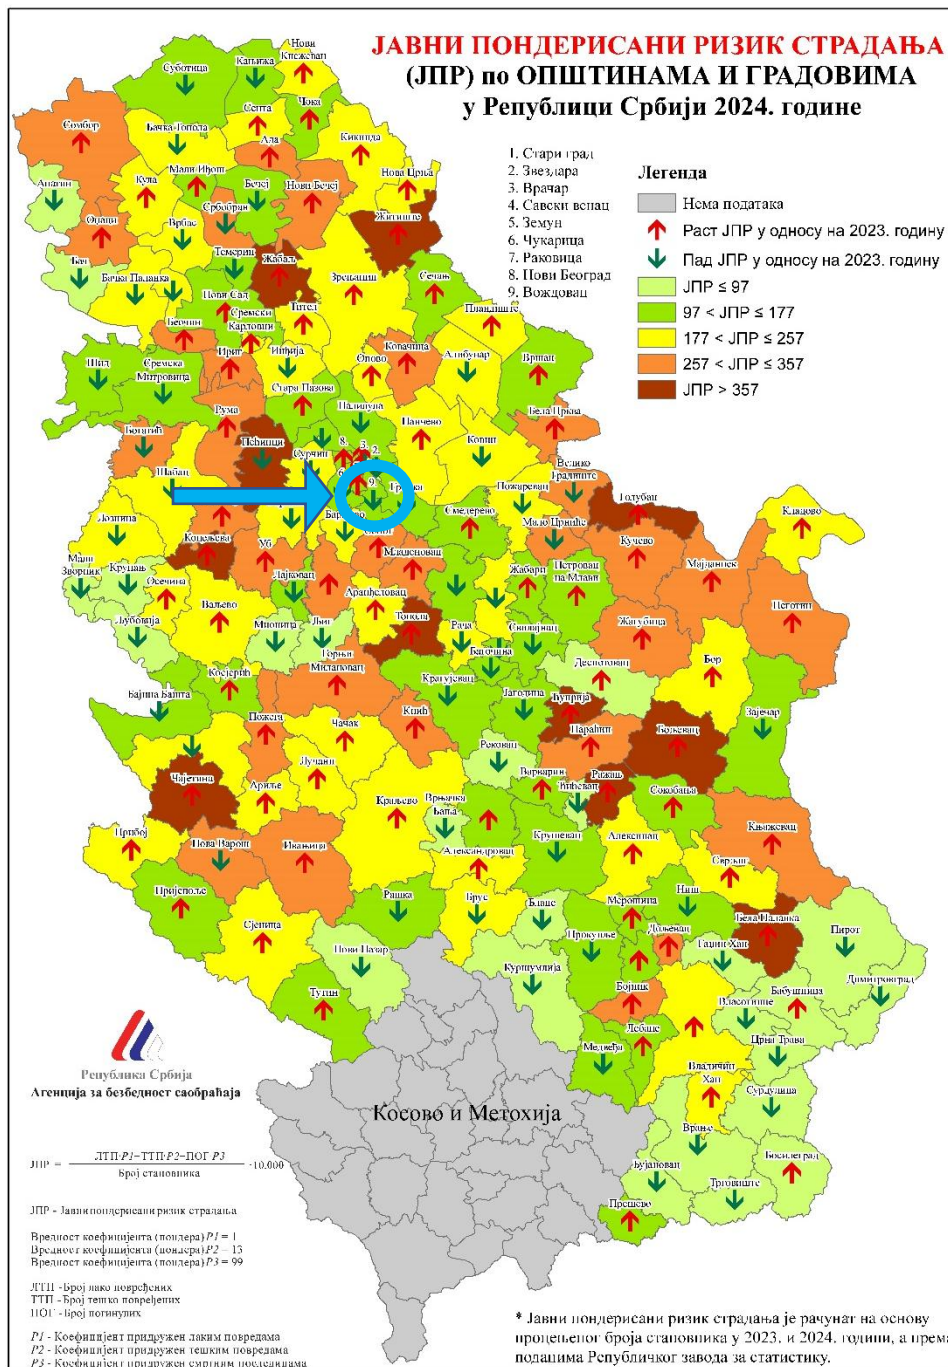 ЈАВНИ ПОНДЕРИСАНИ РИЗИК СТРАДАЊА
(ЈПР) по ОПШТИНАМА И ГРАДОВИМА
у Републици Србији 2024. године
1. Стари град
2. Звездара
3. Врачар
4. Савски венац
5. Земун
6. Чукарица
7. Раковица
8. Нови Београд
9. Вождовац
Легенда
Нема података
Раст ЈПР у односу на 2023. годину
Пад ЈПР у односу на 2023. годину
ЈПР ≤ 97
97 < ЈПР ≤ 177
177 < ЈПР ≤ 257
257 < ЈПР ≤ 357
ЈПР > 357
Нови
Кнежевац
Суботица
Кањижа
Сента
Чока
Сомбор
Бачка Топола
Ада
Кикинда
Апатин
Кула
Мали Иђош
Бечеј
Нови Бечеј
Нова Црња
Србобран
Житиште
Оџаци
Врбас
Темерин
Жабаљ
Бач
Бачка Паланка
Зрењанин
Сечањ
Нови Сад
Тител
Сремски
Карловци
Беочин
Пландиште
Ириг
Инђија
Опово
Ковачица
Алибунар
Вршац
Шид
Сремска
Митровица
Стара Пазова
Палилула
Рума
Панчево
Бела Црква
Богатић
Пећинци
Сурчин
Ковин
8.
3.
2.
Шабац
6.
9.
Гроцка
Пожаревац
Велико
Градиште
Голубац
Кладово
Лозница
Смедерево
Мало Црниће
Кучево
Коцељева
Уб
Младеновац
Мајданпек
Мали
Зворник
Крупањ
Осечина
Лајковац
Жабари
Петровац
на Млави
Неготин
Ваљево
Аранђеловац
Топола
Жагубица
Љубовија
Мионица
Љиг
Рача
Свилајнац
Горњи
Милановац
Баточина
Деспотовац
Бор
Косјерић
Крагујевац
Јагодина
Бајина Башта
Ћуприја
Зајечар
Пожега
Чачак
Кнић
Параћин
Бољевац
Лучани
Рековац
Чајетина
Ариље
Варварин
Ражањ
Краљево
Врњачка
Бања
Ћићевац
Сокобања
Прибој
Нова Варош
Ивањица
Крушевац
Алексинац
Књажевац
Александровац
Сврљиг
Пријепоље
Рашка
Брус
Блаце
Мерошина
Ниш
Сјеница
Прокупље
Дољевац
Бела Паланка
Пирот
Нови Пазар
Гаџин Хан
Куршумлија
Димитровград
Тутин
Бојник
Бабушница
Власотинце
Лебане
Медвеђа
Црна Трава
Владичин
Хан
Сурдулица
Косово и Метохија
Врање
Бујановац
Босилеград
Трговиште
Прешево
Република Србија
Агенција за безбедност саобраћаја
ЈПР = ЛТП·P1+ТТП·P2+ПОГ·P3
Број становника
·10.000
ЈПР - Јавни пондерисани ризик страдања
Вредност коефицијента (пондера) P1 = 1
Вредност коефицијента (пондера) P2 = 13
Вредност коефицијента (пондера) P3 = 99
ЛТП - Број лако повређених
ТТП - Број тешко повређених
ПОГ - Број погинулих
P1 - Коефицијент придружен лаким повредама
P2 - Коефицијент придружен тешким повредама
P3 - Коефицијент придружен смртним последицама
* Јавни пондерисани ризик страдања је рачунат на основу
процењеног броја становника у 2023. и 2024. години, а према
подацима Републичког завода за статистику.